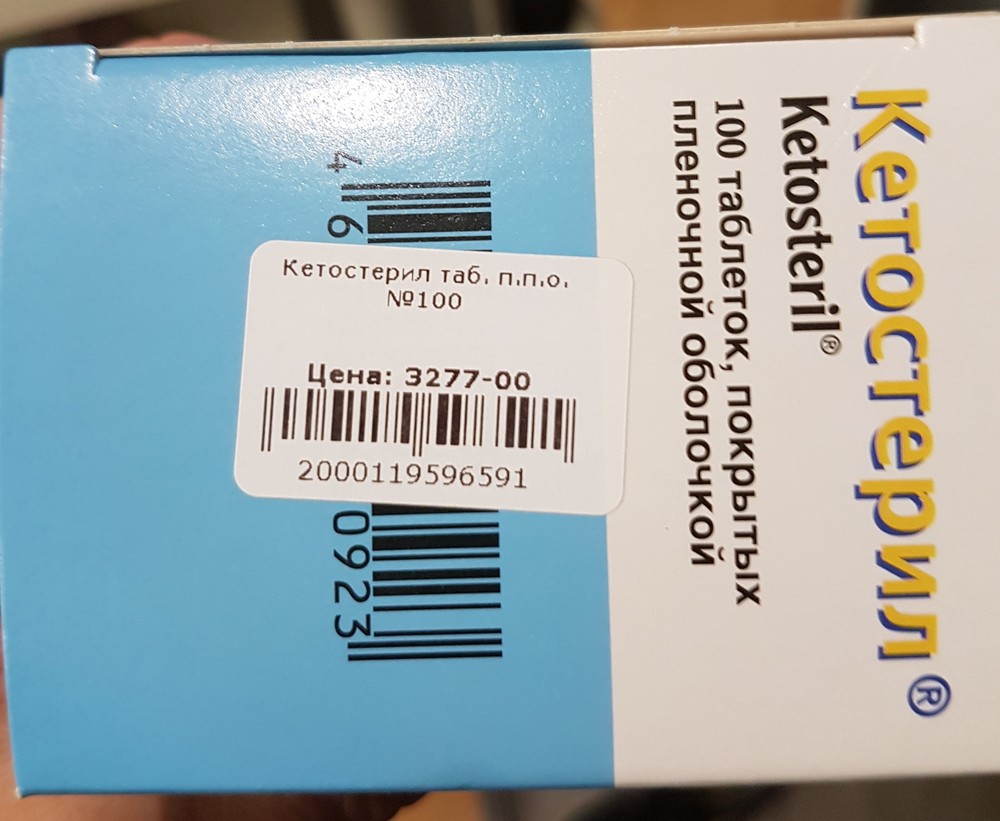 Кетостерил®
Ketosteril®
100 таблеток, покрытых
пленочной оболочкой
Кетостерил таб. п.п.о.
№100
Цена: 3277-00
2000119596591
4 6
0923